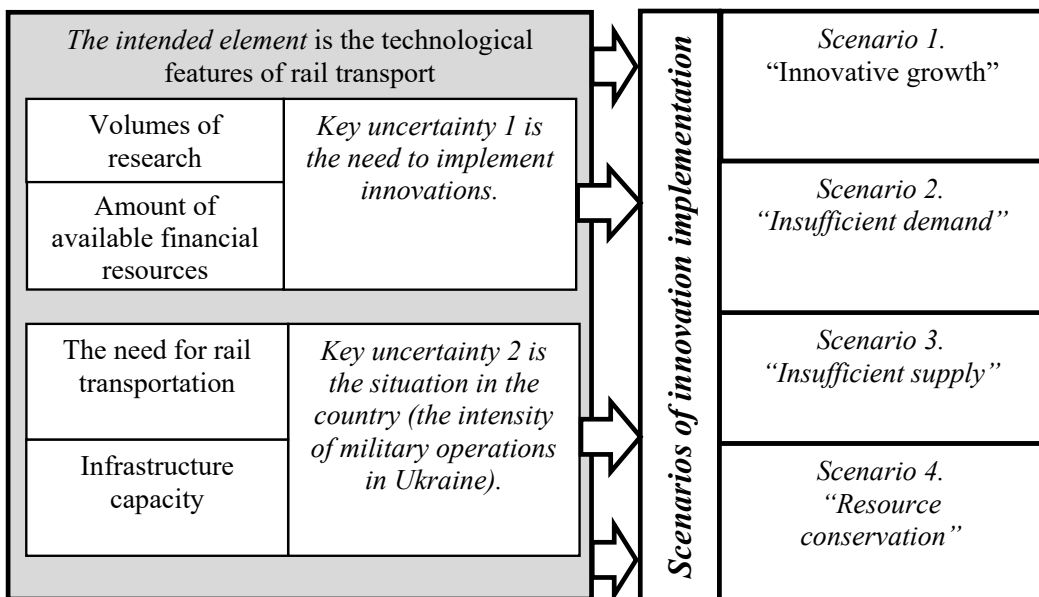 The intended element is the technological
features of rail transport
Volumes of
research
Amount of
available financial
resources
Key uncertainty 1 is
the need to implement
innovations.
The need for rail
transportation
Infrastructure
capacity
Key uncertainty 2 is
the situation in the
country (the intensity
of military operations
in Ukraine).
Scenarios of innovation implementation
Scenario 1.
“Innovative growth”
Scenario 2.
“Insufficient demand”
Scenario 3.
“Insufficient supply”
Scenario 4.
“Resource
conservation”